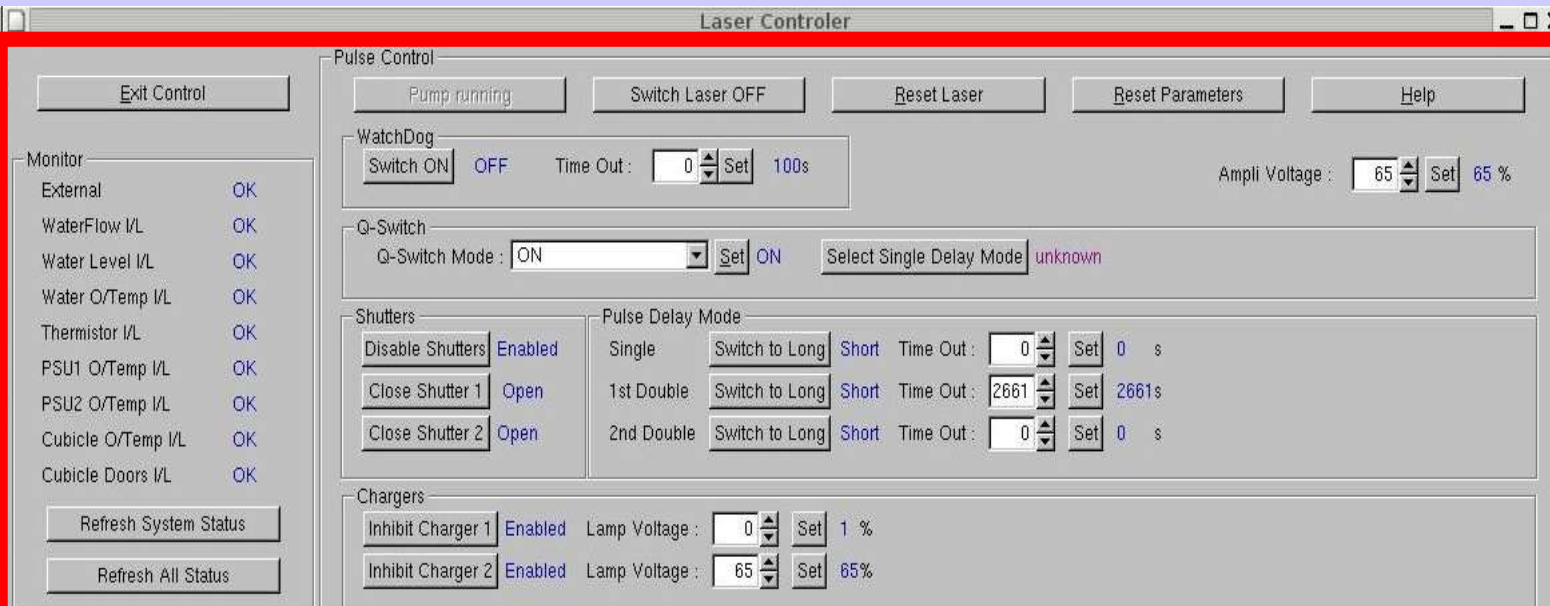 Laser Controler
Exit Control
Monitor
External OK
WaterFlow I/L OK
Water Level I/L OK
Water O/Temp I/L OK
Thermistor I/L OK
PSU1 O/Temp I/L OK
PSU2 O/Temp I/L OK
Cubicle O/Temp I/L OK
Cubicle Doors I/L OK
Refresh System Status
Refresh All Status
Pulse Control
Pump running Switch Laser OFF Reset Laser Reset Parameters Help
WatchDog
Switch ON OFF Time Out : 0 Set 100s
Ampli Voltage : 65 Set 65 %
Q-Switch
Q-Switch Mode : ON Set ON Select Single Delay Mode unknown
Shutters
Disable Shutters Enabled
Close Shutter 1 Open
Close Shutter 2 Open
Pulse Delay Mode
Single Switch to Long Short Time Out : 0 Set 0 s
1st Double Switch to Long Short Time Out : 2661 Set 2661s
2nd Double Switch to Long Short Time Out : 0 Set 0 s
Chargers
Inhibit Charger 1 Enabled Lamp Voltage : 0 Set 1 %
Inhibit Charger 2 Enabled Lamp Voltage : 65 Set 65%